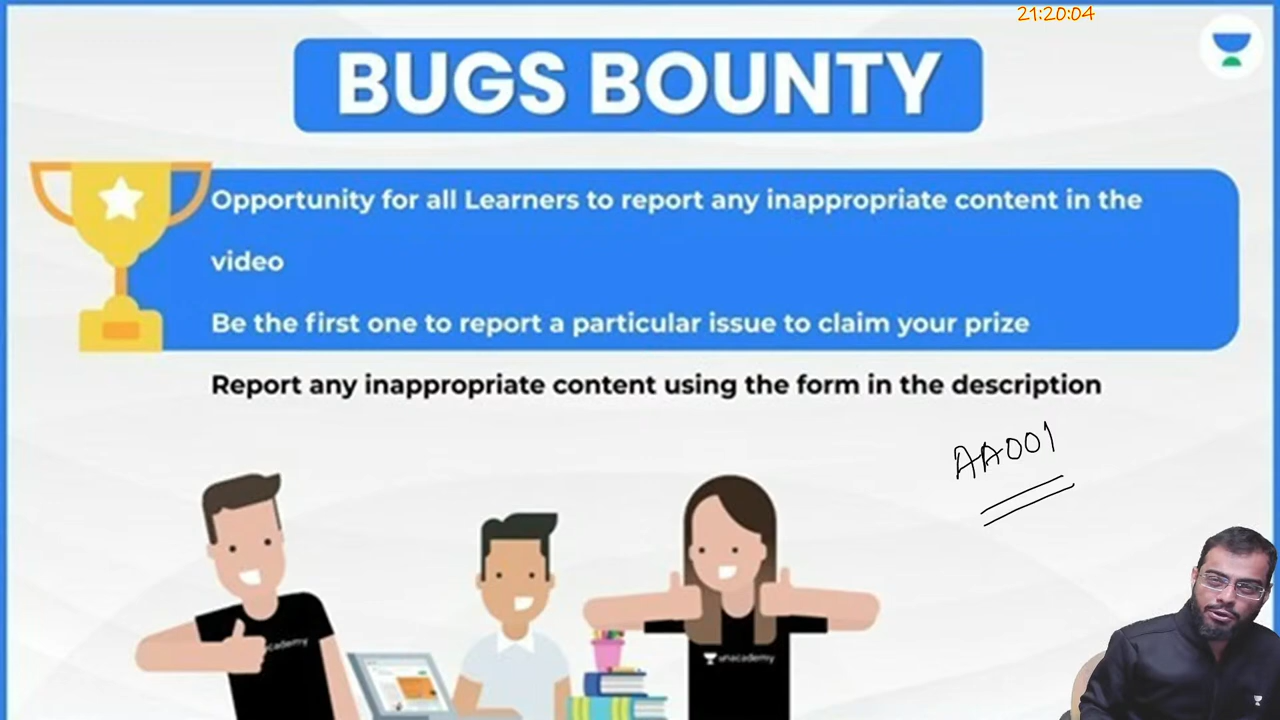 21:20:04
BUGS BOUNTY
Opportunity for all Learners to report any inappropriate content in the
video
Be the first one to report a particular issue to claim your prize
Report any inappropriate content using the form in the description
AA001
academy
unacademy